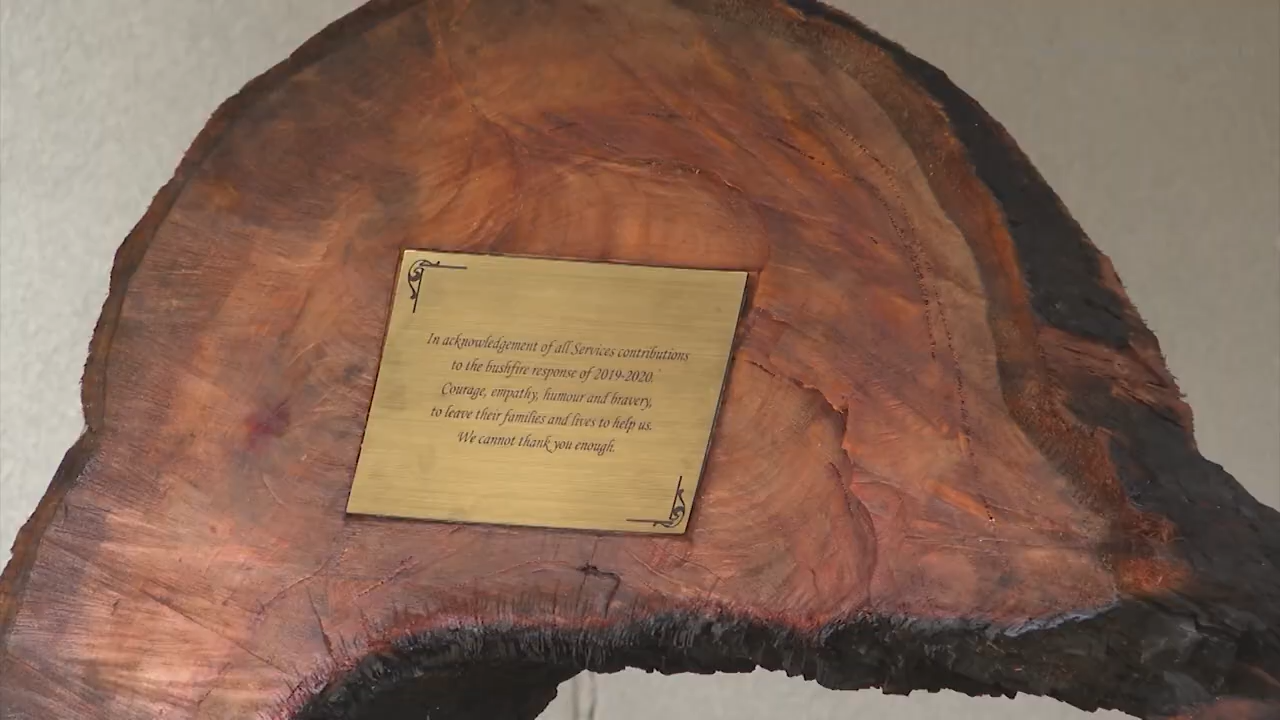 In acknowledgement of all Services contributions
to the bushfire response of 2019-2020.
Courage, empathy, humour and bravery,
to leave their families and lives to help us.
We cannot thank you enough.